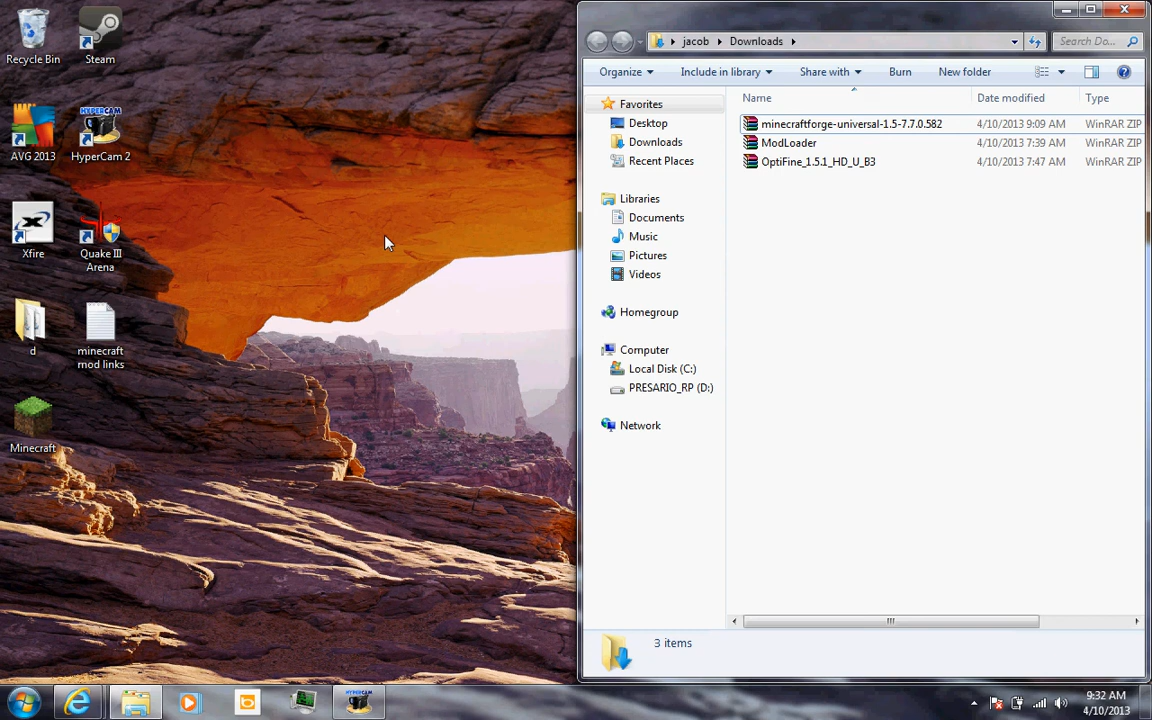 Recycle Bin
Steam
AVG 2013
HYPERCAM
HyperCam 2
Xfire
Quake III
Arena
d
minecraft
mod links
Minecraft
jacob
Downloads
Search Do...
Organize
Include in library
Share with
Burn
New folder
Name
Date modified
Type
Favorites
Desktop
Downloads
Recent Places
Libraries
Documents
Music
Pictures
Videos
Homegroup
Computer
Local Disk (C:)
PRESARIO_RP (D:)
Network
minecraftforge-universal-1.5-7.7.0.582
4/10/2013 9:09 AM
WinRAR ZIP
ModLoader
4/10/2013 7:39 AM
WinRAR ZIP
OptiFine_1.5.1_HD_U_B3
4/10/2013 7:47 AM
WinRAR ZIP
3 items
HYPERCAM
9:32 AM
4/10/2013